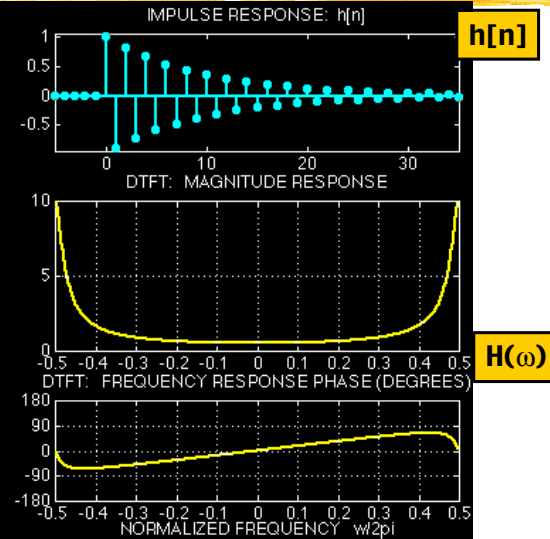 IMPULSE RESPONSE: h[n]
h[n]
1
0.5
0
-0.5
0 10 20 30
DTFT: MAGNITUDE RESPONSE
10
5
0
-0.5 -0.4 -0.3 -0.2 -0.1 0 0.1 0.2 0.3 0.4 0.5
H(ω)
DTFT: FREQUENCY RESPONSE PHASE (DEGREES)
180
90
0
-90
-180
-0.5 -0.4 -0.3 -0.2 -0.1 0 0.1 0.2 0.3 0.4 0.5
NORMALIZED FREQUENCY w/2pi